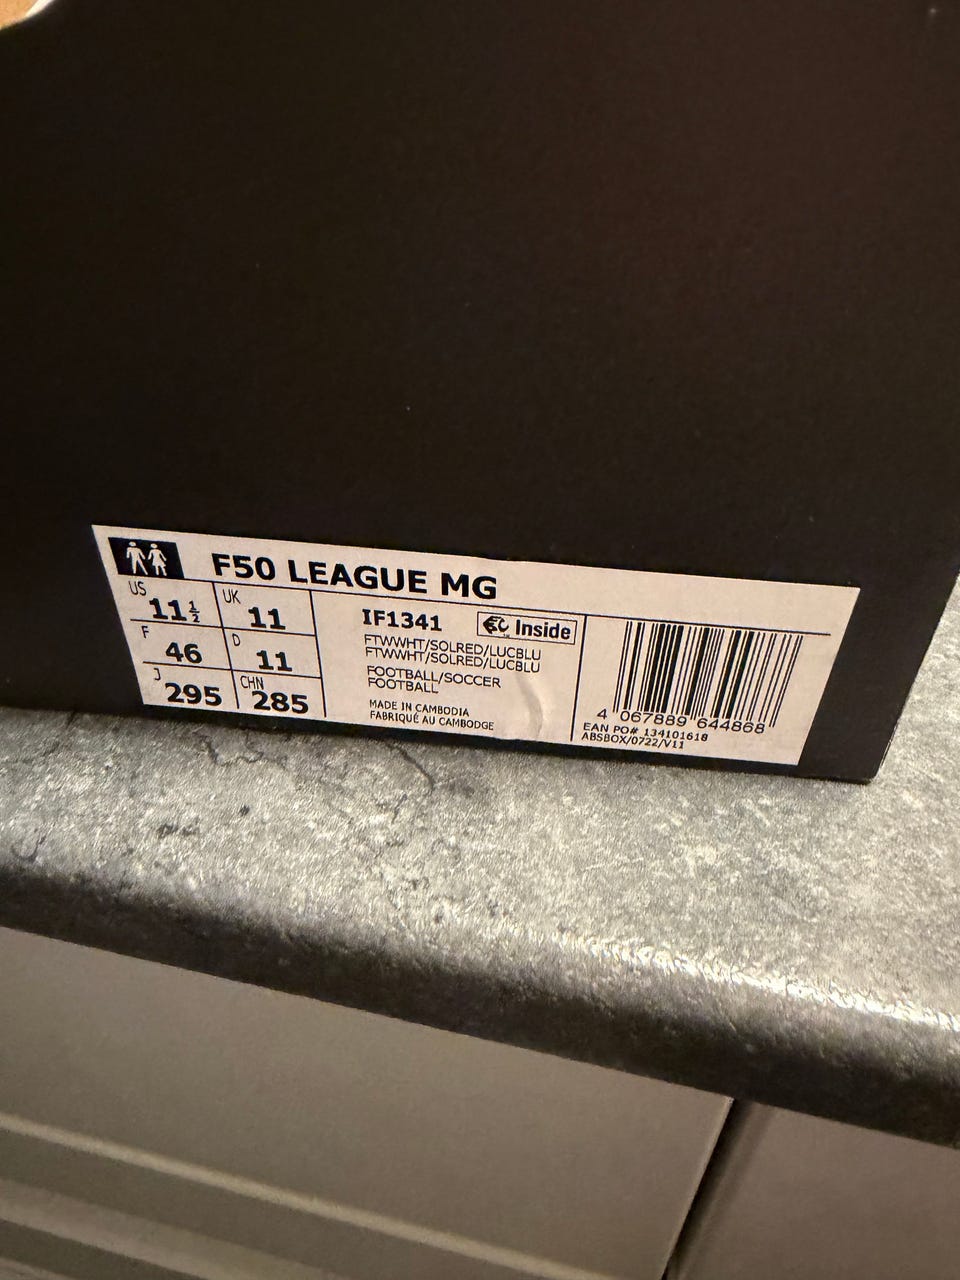 F50 LEAGUE MG
US 11½ UK 11
F 46 D 11
J 295 CHN 285
IF1341 Inside
FTWWHT/SOLRED/LUCBLU
FTWWHT/SOLRED/LUCBLU
FOOTBALL/SOCCER
FOOTBALL
MADE IN CAMBODIA
FABRIQUÉ AU CAMBODGE
4 067889 644868
EAN PO# 134101618
ABSBOX/0722/V11